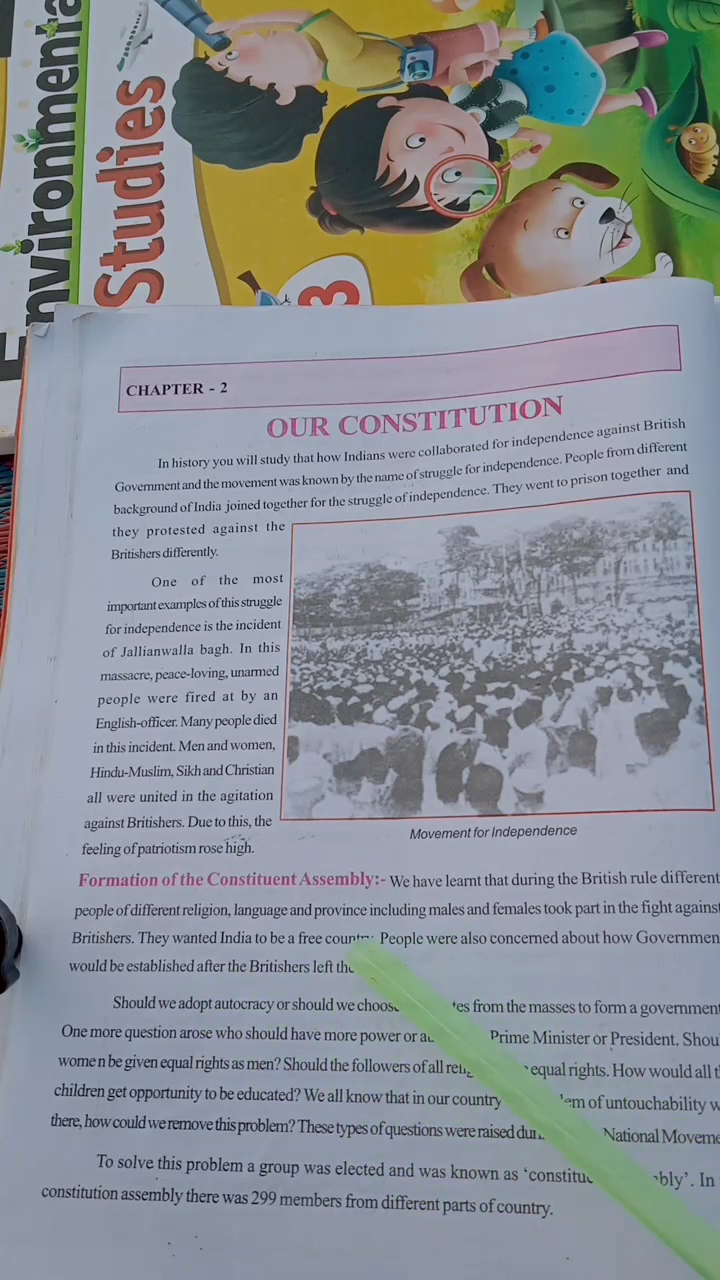 Environmenta
Studies
3
CHAPTER - 2
OUR CONSTITUTION
In history you will study that how Indians were collaborated for independence against British
Government and the movement was known by the name of struggle for independence. People from different
background of India joined together for the struggle of independence. They went to prison together and
they protested against the
Britishers differently.
One of the most
important examples of this struggle
for independence is the incident
of Jallianwalla bagh. In this
massacre, peace-loving, unarmed
people were fired at by an
English-officer. Many people died
in this incident. Men and women,
Hindu-Muslim, Sikh and Christian
all were united in the agitation
against Britishers. Due to this, the
feeling of patriotism rose high.
Movement for Independence
Formation of the Constituent Assembly:- We have learnt that during the British rule different
people of different religion, language and province including males and females took part in the fight against
Britishers. They wanted India to be a free country. People were also concerned about how Governmen
would be established after the Britishers left the
Should we adopt autocracy or should we choose tes from the masses to form a government
One more question arose who should have more power or Prime Minister or President. Shou
women be given equal rights as men? Should the followers of all equal rights. How would all t
children get opportunity to be educated? We all know that in our country of untouchability w
there, how could we remove this problem? These types of questions were raised National Moveme
To solve this problem a group was elected and was known as 'constitue bly'. In
constitution assembly there was 299 members from different parts of country.